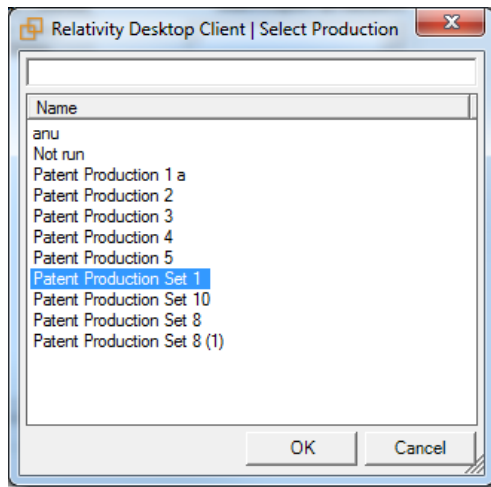 Relativity Desktop Client | Select Production
Name
anu
Not run
Patent Production 1 a
Patent Production 2
Patent Production 3
Patent Production 4
Patent Production 5
Patent Production Set 1
Patent Production Set 10
Patent Production Set 8
Patent Production Set 8 (1)
OK Cancel